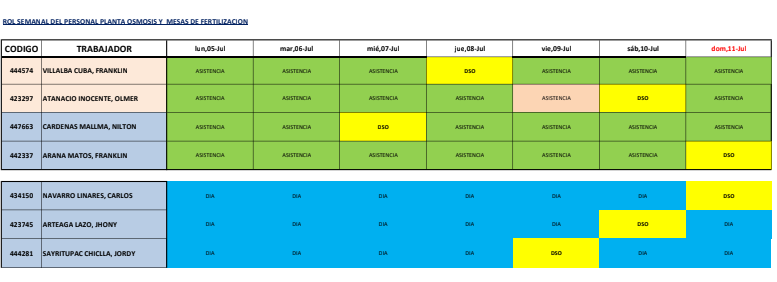 ROL SEMANAL DEL PERSONAL PLANTA OSMOSIS Y MESAS DE FERTILIZACION
CODIGO TRABAJADOR lun,05-Jul mar,06-Jul mié,07-Jul jue,08-Jul vie,09-Jul sáb,10-Jul dom,11-Jul
444574 VILLALBA CUBA, FRANKLIN ASISTENCIA ASISTENCIA ASISTENCIA DSO ASISTENCIA ASISTENCIA ASISTENCIA
423297 ATANACIO INOCENTE, OLMER ASISTENCIA ASISTENCIA ASISTENCIA ASISTENCIA ASISTENCIA DSO ASISTENCIA
447663 CARDENAS MALLMA, NILTON ASISTENCIA ASISTENCIA DSO ASISTENCIA ASISTENCIA ASISTENCIA ASISTENCIA
442337 ARANA MATOS, FRANKLIN ASISTENCIA ASISTENCIA ASISTENCIA ASISTENCIA ASISTENCIA ASISTENCIA DSO
434150 NAVARRO LINARES, CARLOS DIA DIA DIA DIA DIA DIA DSO
423745 ARTEAGA LAZO, JHONY DIA DIA DIA DIA DIA DSO DIA
444281 SAYRITUPAC CHICLLA, JORDY DIA DIA DIA DIA DSO DIA DIA